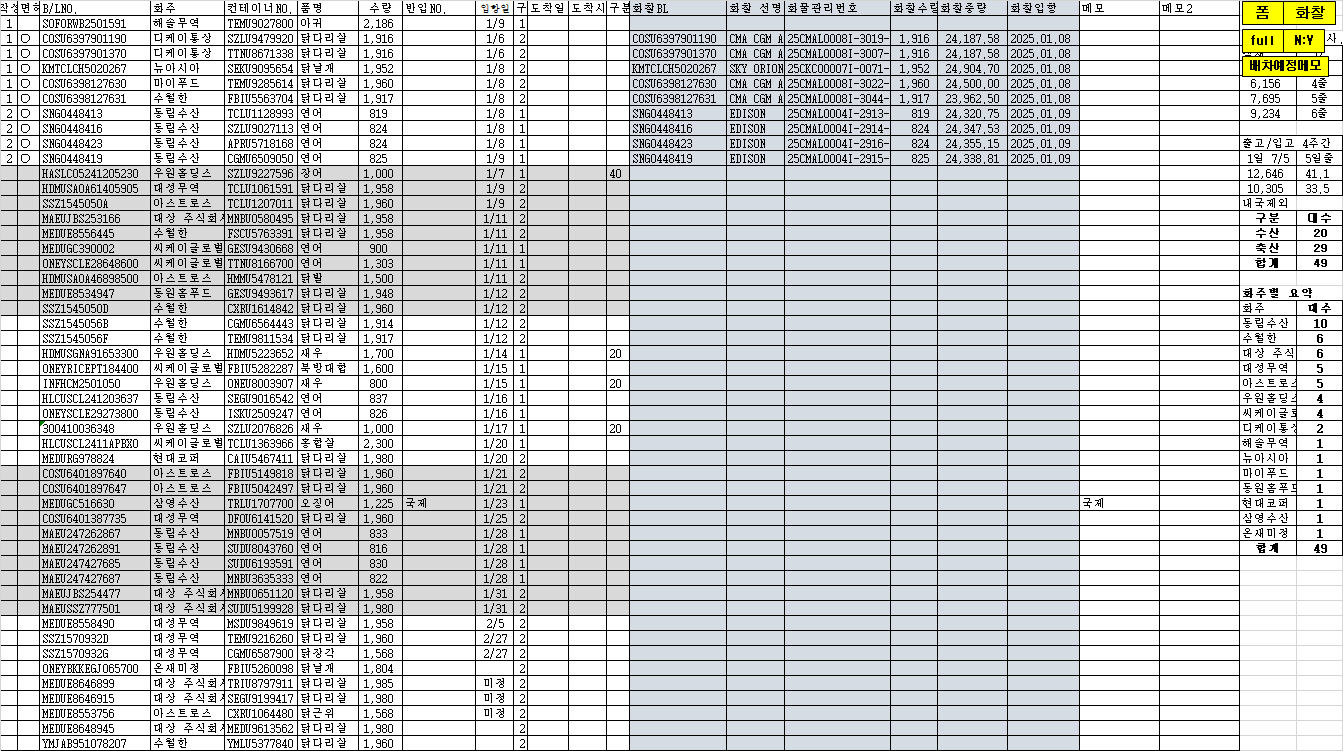 작성 면허 B/LNO. 화주 컨테이너NO. 품명 수량 반입NO. 입항일 구 도착일 도착시 구분 화찰BL 화찰 선명 화물관리번호 화찰수량 화찰중량 화찰입항 메모 메모2 폼 화찰
1 SOFORWB2501591 해솔무역 TEMU9027800 아귀 2,186 1/9 1
1 ○ COSU6397901190 디케이통상 SZLU9479920 닭다리살 1,916 1/6 2 COSU6397901190 CMA CGM A 25CMAL0008I-3019- 1,916 24,187.58 2025.01.08 full N:Y
1 ○ COSU6397901370 디케이통상 TTNU8671338 닭다리살 1,916 1/6 2 COSU6397901370 CMA CGM A 25CMAL0008I-3007- 1,916 24,187.58 2025.01.08
1 ○ KMTCLCH5020267 뉴아시아 SEKU9095654 닭날개 1,952 1/8 2 KMTCLCH5020267 SKY ORION 25CKC00007I-0071- 1,952 24,904.70 2025.01.08 배차예정메모
1 ○ COSU6398127630 마이푸드 TEMU9285614 닭다리살 1,960 1/8 2 COSU6398127630 CMA CGM A 25CMAL0008I-3022- 1,960 24,500.00 2025.01.08 6,156 4줄
1 ○ COSU6398127631 수월한 FBIU5563704 닭다리살 1,917 1/8 2 COSU6398127631 CMA CGM A 25CMAL0008I-3044- 1,917 23,962.50 2025.01.08 7,695 5줄
2 ○ SNGO448413 동림수산 TCLU1128993 연어 819 1/8 1 SNGO448413 EDISON 25CMAL0004I-2913- 819 24,320.75 2025.01.09 9,234 6줄
2 ○ SNGO448416 동림수산 SZLU9027113 연어 824 1/8 1 SNGO448416 EDISON 25CMAL0004I-2914- 824 24,347.53 2025.01.09
2 ○ SNGO448423 동림수산 APRU5718168 연어 824 1/8 1 SNGO448423 EDISON 25CMAL0004I-2916- 824 24,355.15 2025.01.09 출고/입고 4주간
2 ○ SNGO448419 동림수산 CGMU6509050 연어 825 1/9 1 SNGO448419 EDISON 25CMAL0004I-2915- 825 24,338.81 2025.01.09 1일 7/5 5일줄
HASLC05241205230 우원홀딩스 SZLU9227596 장어 1,000 1/7 1 40 12,646 41.1
HDMUSAOA61405905 대성무역 TCLU1061591 닭다리살 1,958 1/9 2 10,305 33.5
SSZ1545050A 아스트로스 TCLU1207011 닭다리살 1,960 1/9 2 내국제외
MAEUJBS253166 대상 주식회사 MNBU0580495 닭다리살 1,958 1/11 2 구분 대수
MEDUE8556445 수월한 FSCU5763391 닭다리살 1,958 1/11 2 수산 20
MEDUGC390002 씨케이글로벌 GESU9430668 연어 900 1/11 1 축산 29
ONEYSCLE28648600 씨케이글로벌 TTNU8166700 연어 1,303 1/11 1 합계 49
HDMUSAOA46898500 아스트로스 HMMU5478121 닭발 1,500 1/11 2
MEDUE8534947 동원홈푸드 GESU9493617 닭다리살 1,948 1/12 2 화주별 요약
SSZ1545050D 아스트로스 CXRU1614842 닭다리살 1,960 1/12 2 화주 대수
SSZ1545056B 수월한 CGMU6564443 닭다리살 1,914 1/12 2 동림수산 10
SSZ1545056F 수월한 TEMU9811534 닭다리살 1,917 1/12 2 수월한 6
HDMUSGNA91653300 우원홀딩스 HDMU5223652 새우 1,700 1/14 1 20 대상 주식 6
ONEYRICEPT184400 씨케이글로벌 FBIU5282287 북방대합 1,600 1/15 1 대성무역 5
INFHCM2501050 우원홀딩스 ONEU8003907 새우 800 1/15 1 20 아스트로스 5
HLCUSCL241203637 동림수산 SEGU9016542 연어 837 1/16 1 우원홀딩스 4
ONEYSCLE29273800 동림수산 ISKU2509247 연어 826 1/16 1 씨케이글 4
300410036348 우원홀딩스 SZLU2076826 새우 1,000 1/17 1 20 디케이통상 2
HLCUSCL2411APBX0 씨케이글로벌 TCLU1363966 홍합살 2,300 1/20 1 해솔무역 1
MEDURG978824 현대코퍼 CAIU5467411 닭다리살 1,980 1/20 2 뉴아시아 1
COSU6401897640 아스트로스 FBIU5149818 닭다리살 1,960 1/21 2 마이푸드 1
COSU6401897647 아스트로스 FBIU5042497 닭다리살 1,960 1/21 2 동원홈푸드 1
MEDUGC516630 삼영수산 TRLU1707700 오징어 1,225 국제 1/23 1 국제 현대코퍼 1
COSU6401387735 대성무역 DFOU6141520 닭다리살 1,960 1/25 2 삼영수산 1
MAEU247262867 동림수산 MNBU0057519 연어 833 1/28 1 온새미정 1
MAEU247262891 동림수산 SUDU8043760 연어 816 1/28 1 합계 49
MAEU247427685 동림수산 SUDU6193591 연어 830 1/28 1
MAEU247427687 동림수산 MNBU3635333 연어 822 1/28 1
MAEUJBS254477 대상 주식회사 MNBU0651120 닭다리살 1,958 1/31 2
MAEUSSZ777501 대상 주식회사 SUDU5199928 닭다리살 1,980 1/31 2
MEDUE8558490 대성무역 MSDU9849619 닭다리살 1,958 2/5 2
SSZ1570932D 대성무역 TEMU9216260 닭다리살 1,960 2/27 2
SSZ1570932G 대성무역 CGMU6587900 닭장각 1,568 2/27 2
ONEYBKKEGJ065700 온새미정 FBIU5260098 닭날개 1,804 2
MEDUE8646899 대상 주식회사 TRIU8797911 닭다리살 1,985 미정 2
MEDUE8646915 대상 주식회사 SEGU9199417 닭다리살 1,980 미정 2
MEDUE8553756 아스트로스 CXRU1064480 닭근위 1,568 미정 2
MEDUE8648945 대상 주식회사 MEDU9613562 닭다리살 1,980 2
YMJAB951078207 수월한 YMLU5377840 닭다리살 1,960 2